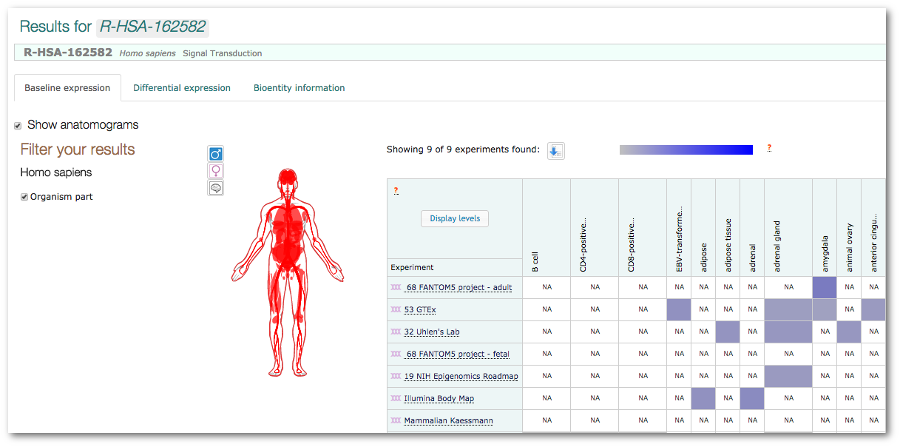 Results for R-HSA-162582
R-HSA-162582 Homo sapiens Signal Transduction
Baseline expression Differential expression Bioentity information
Show anatomograms
Filter your results
Homo sapiens
Organism part
Showing 9 of 9 experiments found: ?
?
Display levels
Experiment
B cell
CD4-positive...
CD8-positive...
EBV-transforme...
adipose
adipose tissue
adrenal
adrenal gland
amygdala
animal ovary
anterior cingu...
68 FANTOM5 project - adult NA NA NA NA NA NA NA NA NA NA
53 GTEx NA NA NA NA NA NA NA
32 Uhlen's Lab NA NA NA NA NA NA NA NA
68 FANTOM5 project - fetal NA NA NA NA NA NA NA NA NA NA NA
19 NIH Epigenomics Roadmap NA NA NA NA NA NA NA NA NA NA
Illumina Body Map NA NA NA NA NA NA NA NA NA
Mammalian Kaessmann NA NA NA NA NA NA NA NA NA NA NA